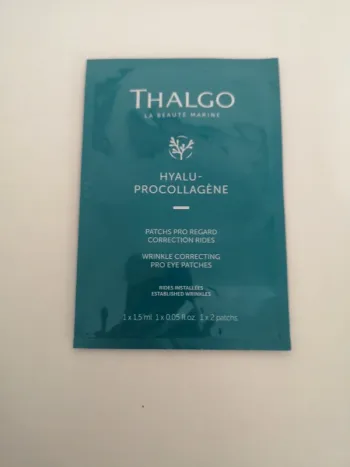 THALGO
LA BEAUTÉ MARINE
HYALU-
PROCOLLAGÈNE
PATCHS PRO REGARD
CORRECTION RIDES
WRINKLE CORRECTING
PRO EYE PATCHES
RIDES INSTALLÉES
ESTABLISHED WRINKLES
1 x 1,5 ml 1 x 0.05 fl.oz. 1 x 2 patchs